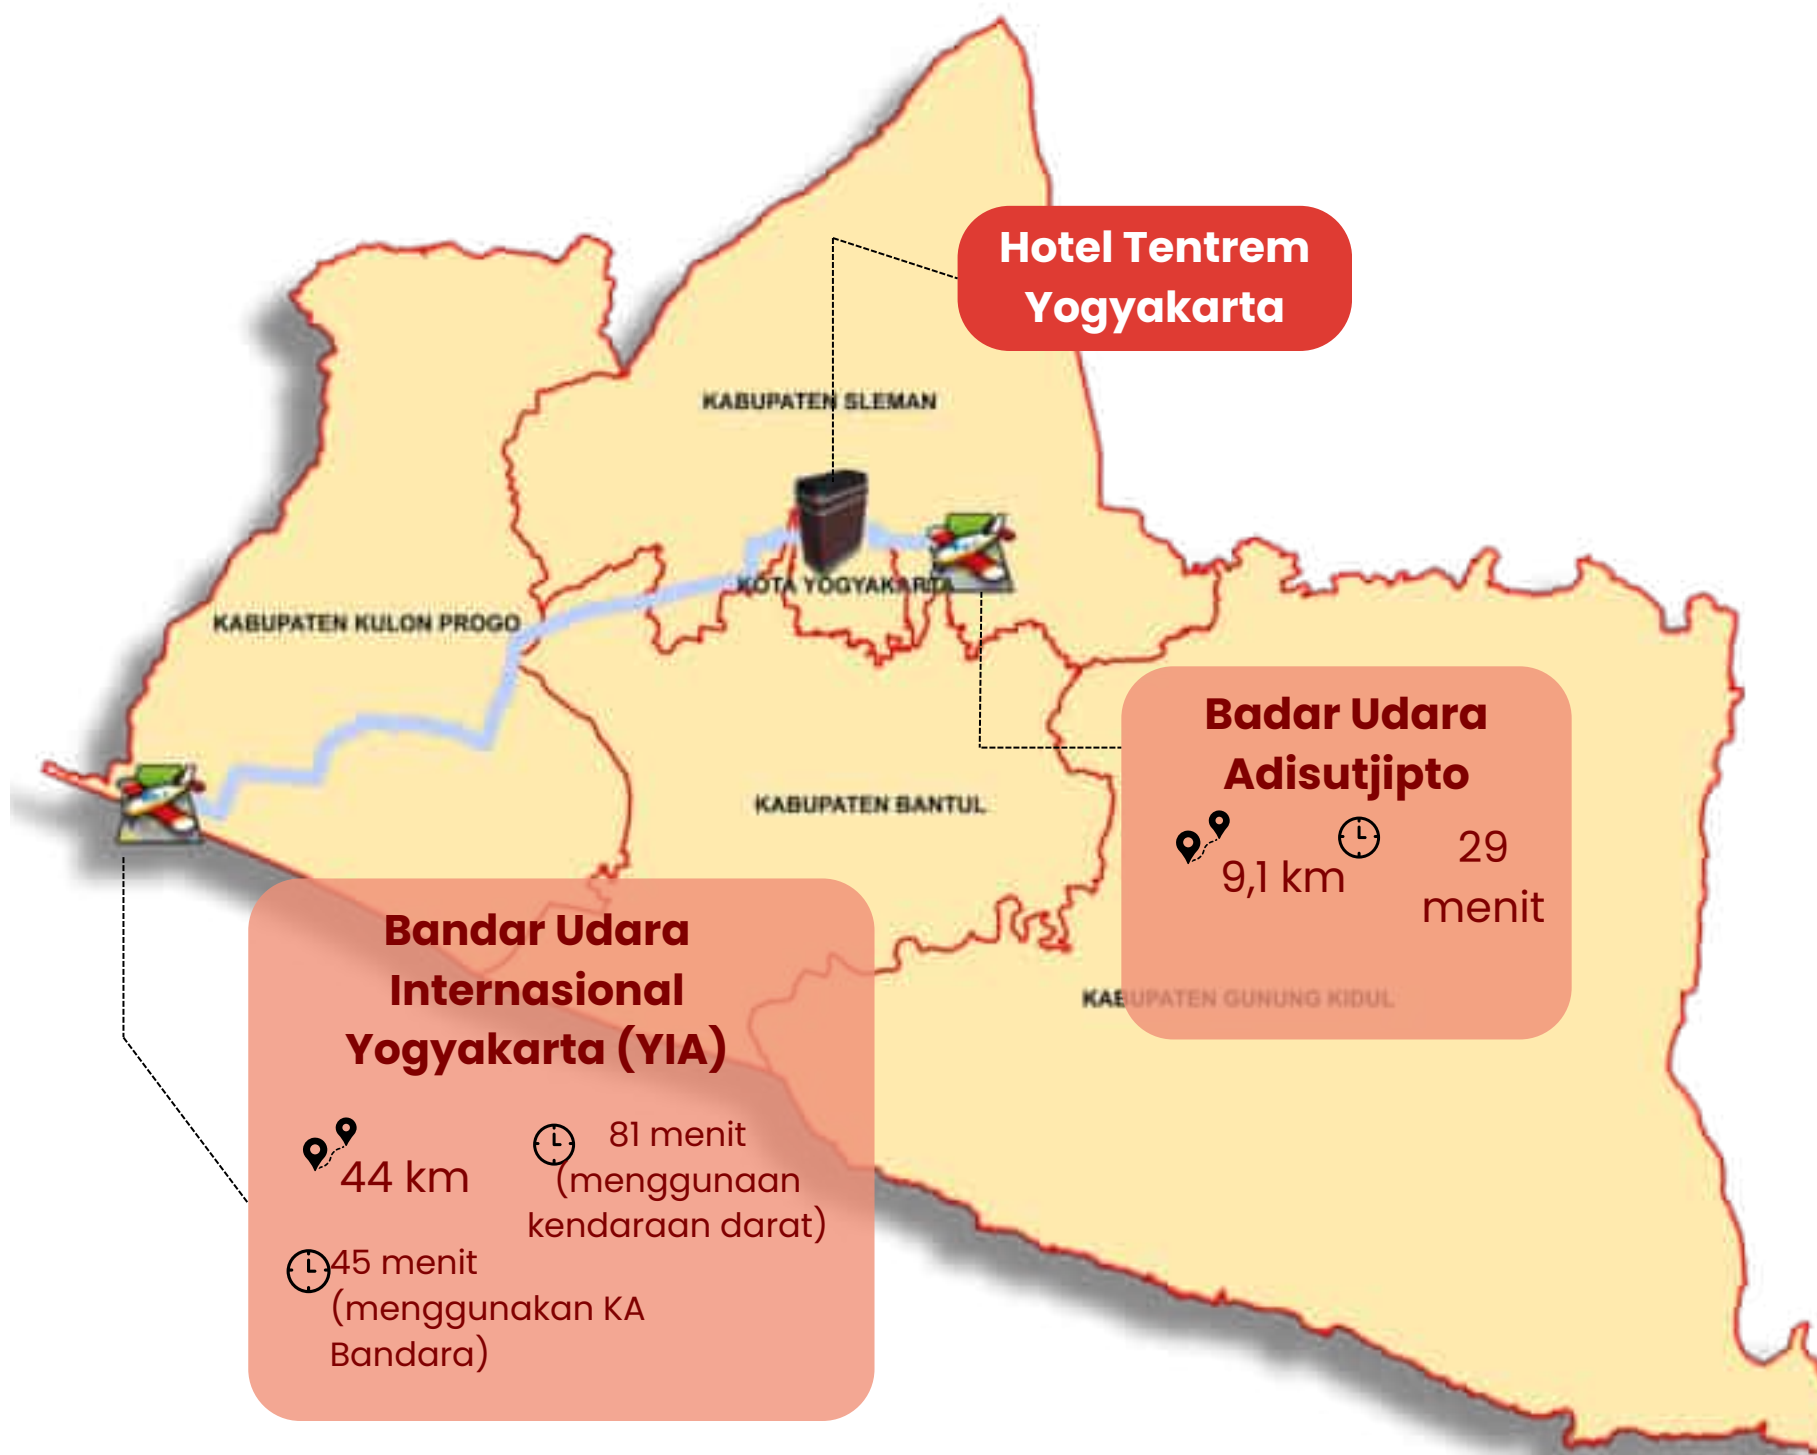 Hotel Tentrem
Yogyakarta
KABUPATEN SLEMAN
KOTA YOGYAKARTA
KABUPATEN KULON PROGO
Badar Udara
Adisutjipto
9,1 km
29
menit
KABUPATEN BANTUL
KABUPATEN GUNUNG KIDUL
Bandar Udara
Internasional
Yogyakarta (YIA)
44 km
81 menit
(menggunaan
kendaraan darat)
45 menit
(menggunakan KA
Bandara)